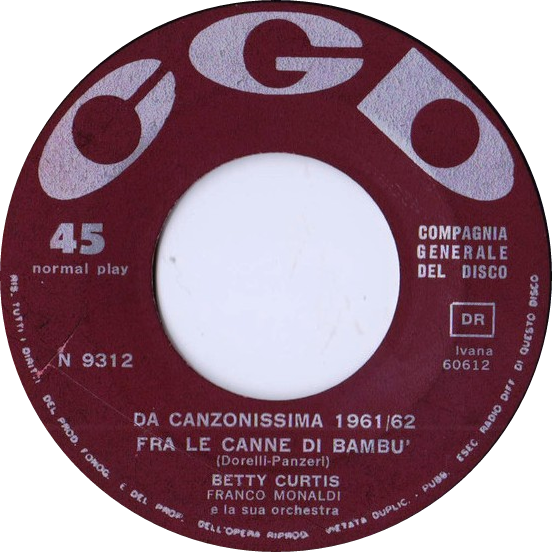 CGD
45
normal play
COMPAGNIA
GENERALE
DEL DISCO
DR
N 9312
Ivana
60612
DA CANZONISSIMA 1961/62
FRA LE CANNE DI BAMBU'
(Dorelli-Panzeri)
BETTY CURTIS
FRANCO MONALDI
e la sua orchestra
RIS. TUTTI I DIRITTI DEL PROD. FONOG. E DEL PROP. DELL'OPERA RIPROD. VIETATA DUPLIC. · PUBB. ESEC. RADIO DIFF. DI QUESTO DISCO